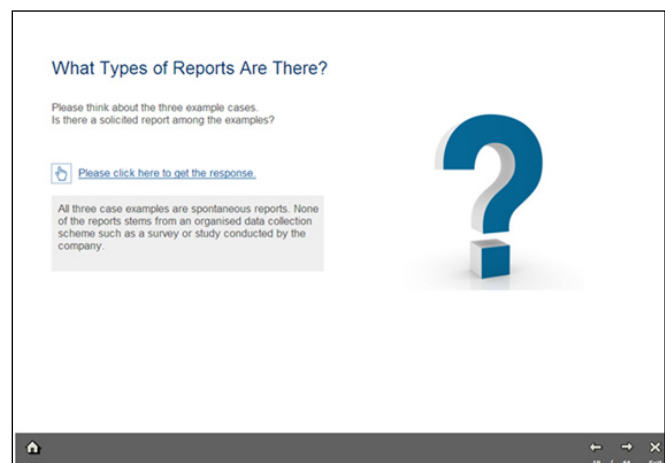 What Types of Reports Are There?
Please think about the three example cases.
Is there a solicited report among the examples?
Please click here to get the response.
All three case examples are spontaneous reports. None
of the reports stems from an organised data collection
scheme such as a survey or study conducted by the
company.